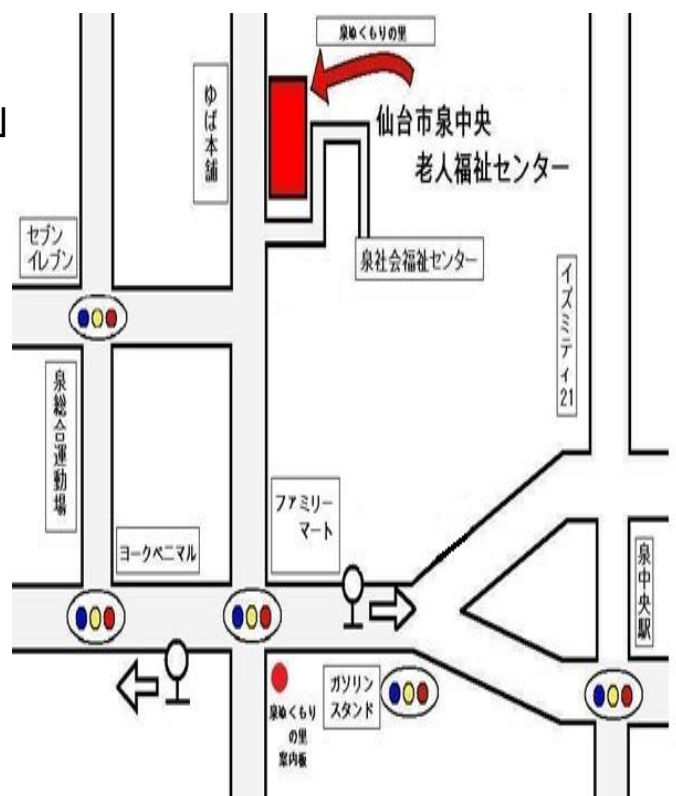 泉ぬくもりの里
ゆば本舗
」
仙台市泉中央
老人福祉センター
セブン
イレブン
泉社会福祉センター
イズミティ21
泉総合運動場
ファミリー
マート
ヨークベニマル
泉中央駅
ガソリン
スタンド
泉ぬくもり
の里
案内板